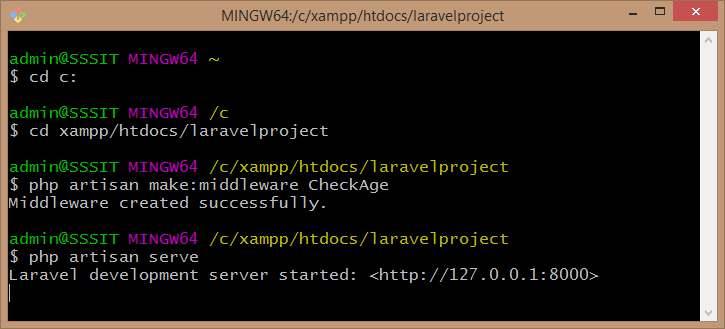 MINGW64:/c/xampp/htdocs/laravelproject
admin@SSSIT MINGW64 ~
$ cd c:
admin@SSSIT MINGW64 /c
$ cd xampp/htdocs/laravelproject
admin@SSSIT MINGW64 /c/xampp/htdocs/laravelproject
$ php artisan make:middleware CheckAge
Middleware created successfully.
admin@SSSIT MINGW64 /c/xampp/htdocs/laravelproject
$ php artisan serve
Laravel development server started: <http://127.0.0.1:8000>